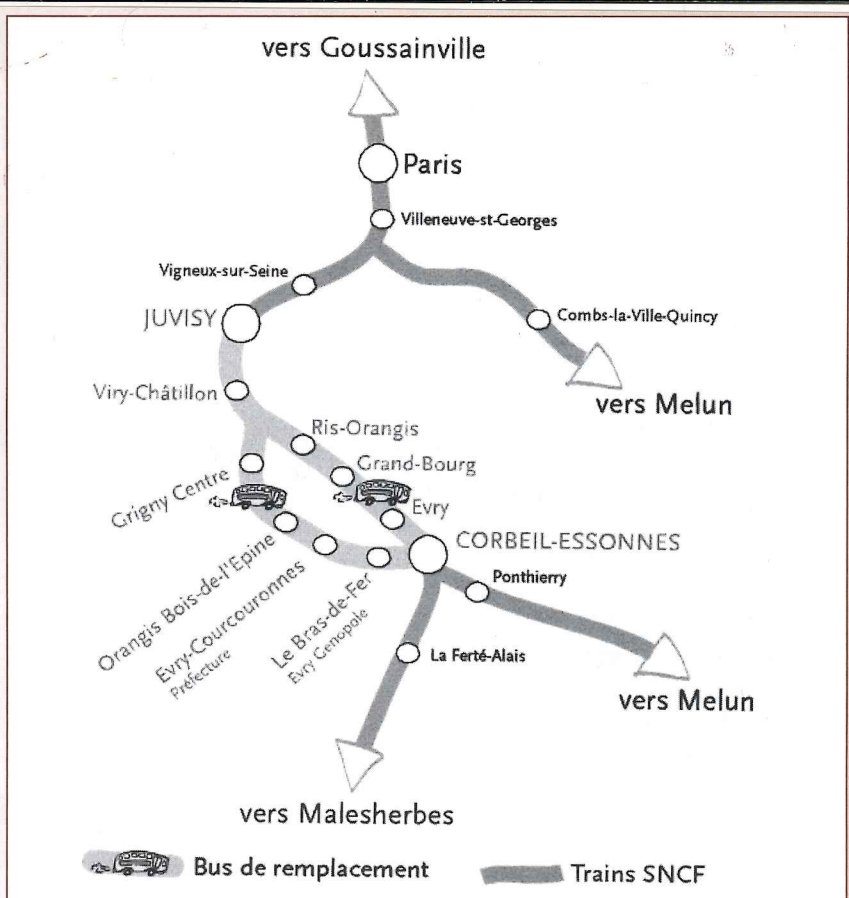 vers Goussainville
Paris
Villeneuve-st-Georges
Vigneux-sur-Seine
JUVISY
Combs-la-Ville-Quincy
vers Melun
Viry-Châtillon
Ris-Orangis
Grand-Bourg
Grigny Centre
Evry
CORBEIL-ESSONNES
Orangis Bois-de-l'Epine
Evry-Courcouronnes
Préfecture
Le Bras-de-Fer
Evry Genopole
Ponthierry
La Ferté-Alais
vers Melun
vers Malesherbes
Bus de remplacement
Trains SNCF